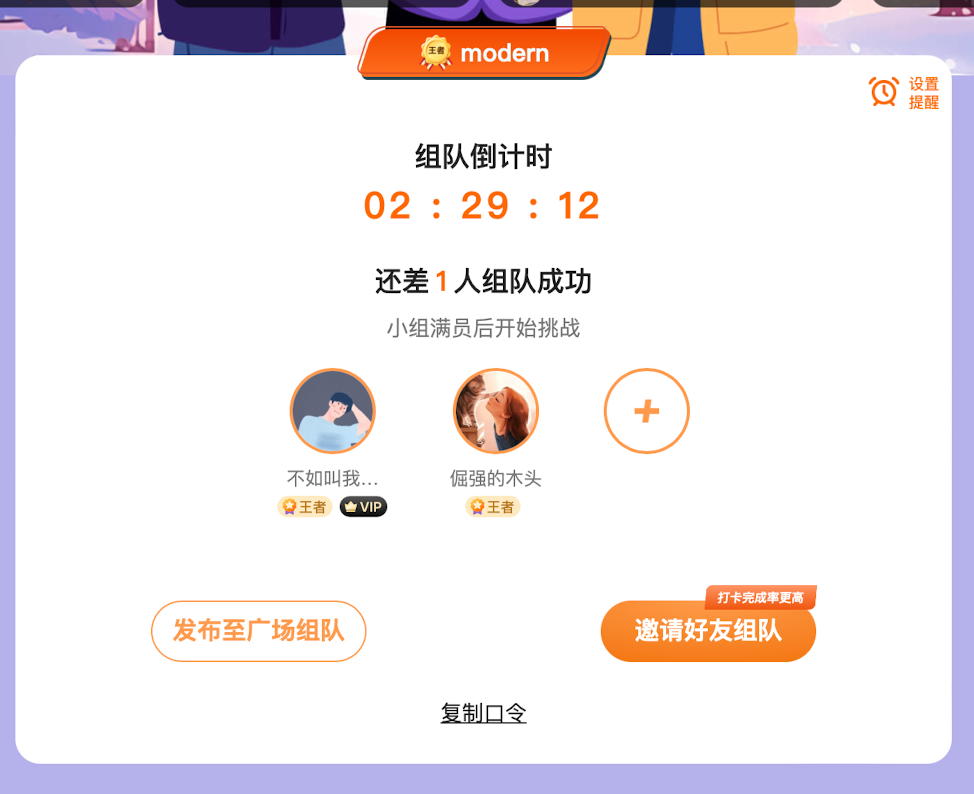 王者 modern
设置
提醒
组队倒计时
02 : 29 : 12
还差1人组队成功
小组满员后开始挑战
不如叫我... 倔强的木头
王者 VIP 王者
打卡完成率更高
发布至广场组队 邀请好友组队
复制口令